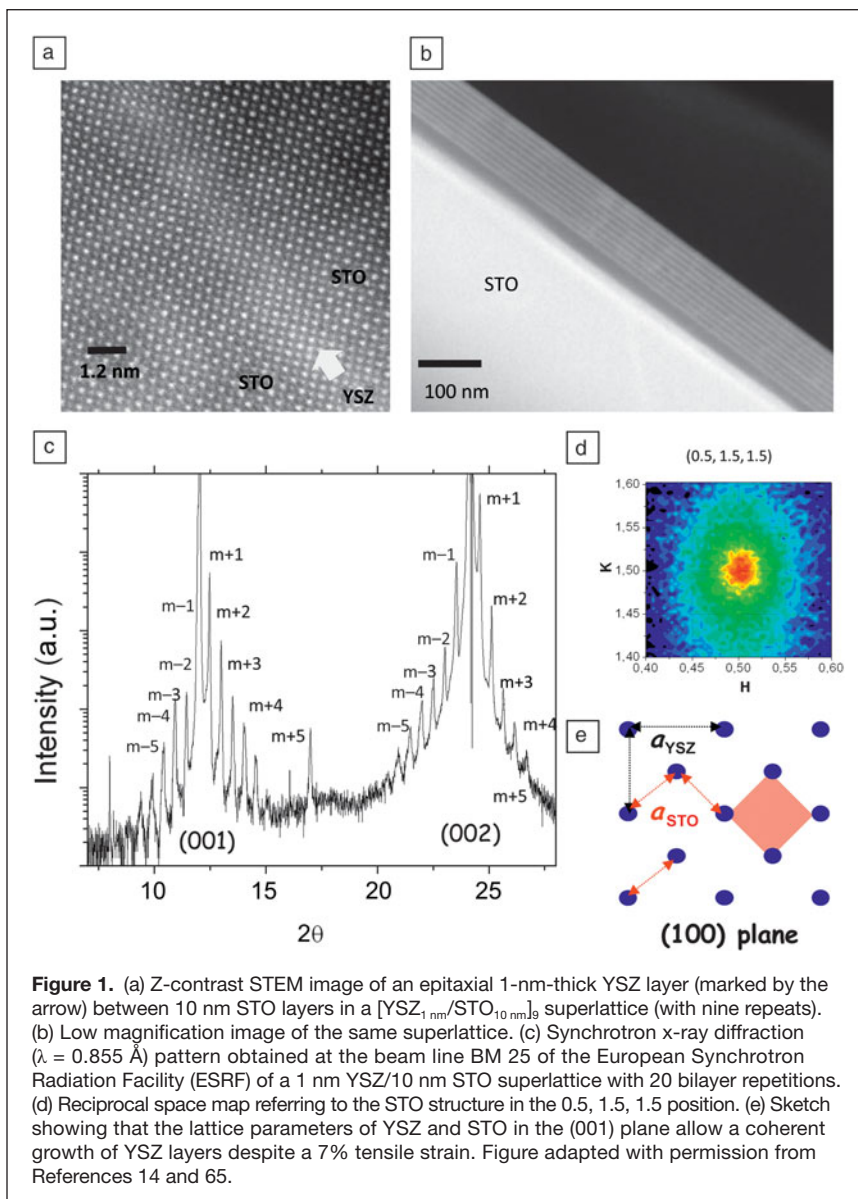 a
b
STO
STO
1.2 nm
STO
YSZ
100 nm
c
d
e
Intensity (a.u.)
m+1
m−1
m+2
m−2
m+3
m−3
m−4
m+4
m−5
m+5
(001)
m+1
m−1
m+2
m−2
m−3
m+3
m−4
m+4
m−5
m+5
(002)
10
15
20
25
2θ
(0.5, 1.5, 1.5)
1,60
1,55
1,50
1,45
1,40
K
0,40
0,45
0,50
0,55
0,60
H
aYSZ
aSTO
(100) plane
Figure 1. (a) Z-contrast STEM image of an epitaxial 1-nm-thick YSZ layer (marked by the
arrow) between 10 nm STO layers in a [YSZ1 nm/STO10 nm]9 superlattice (with nine repeats).
(b) Low magnification image of the same superlattice. (c) Synchrotron x-ray diffraction
(λ = 0.855 Å) pattern obtained at the beam line BM 25 of the European Synchrotron
Radiation Facility (ESRF) of a 1 nm YSZ/10 nm STO superlattice with 20 bilayer repetitions.
(d) Reciprocal space map referring to the STO structure in the 0.5, 1.5, 1.5 position. (e) Sketch
showing that the lattice parameters of YSZ and STO in the (001) plane allow a coherent
growth of YSZ layers despite a 7% tensile strain. Figure adapted with permission from
References 14 and 65.